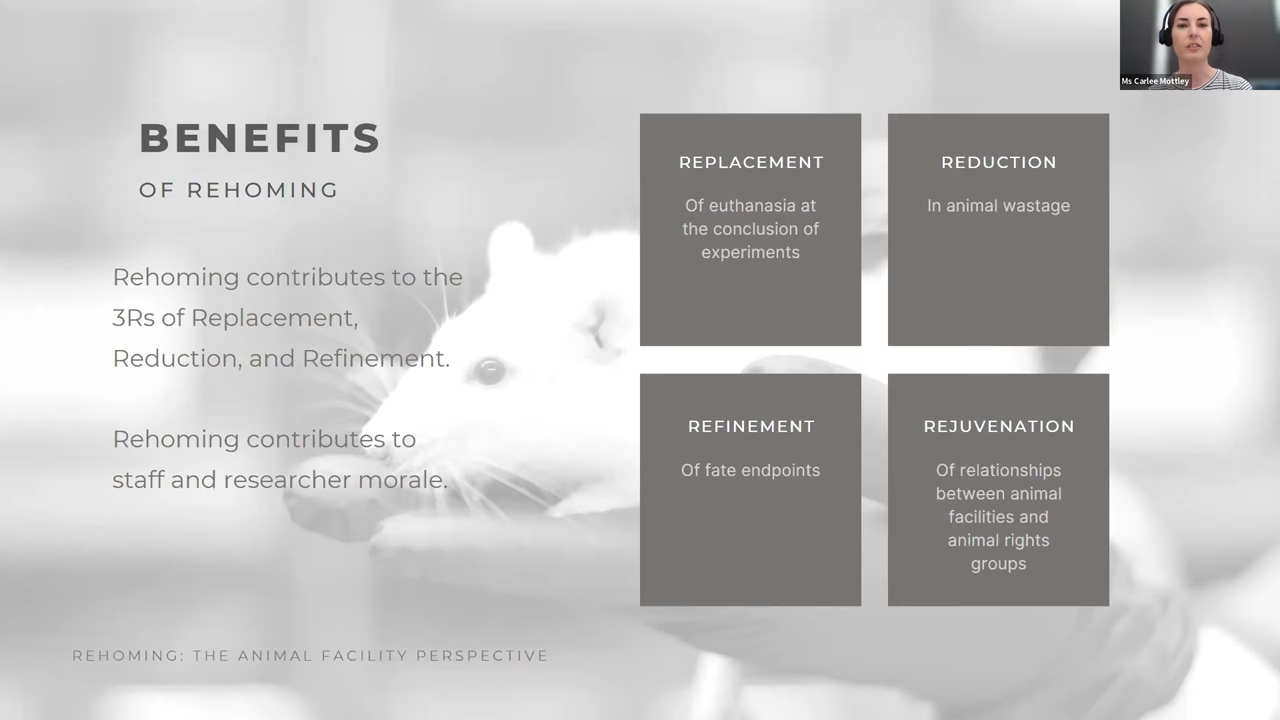 Ms Carlee Mottley
BENEFITS
OF REHOMING
Rehoming contributes to the
3Rs of Replacement,
Reduction, and Refinement.
Rehoming contributes to
staff and researcher morale.
REPLACEMENT
Of euthanasia at
the conclusion of
experiments
REDUCTION
In animal wastage
REFINEMENT
Of fate endpoints
REJUVENATION
Of relationships
between animal
facilities and
animal rights
groups
REHOMING: THE ANIMAL FACILITY PERSPECTIVE